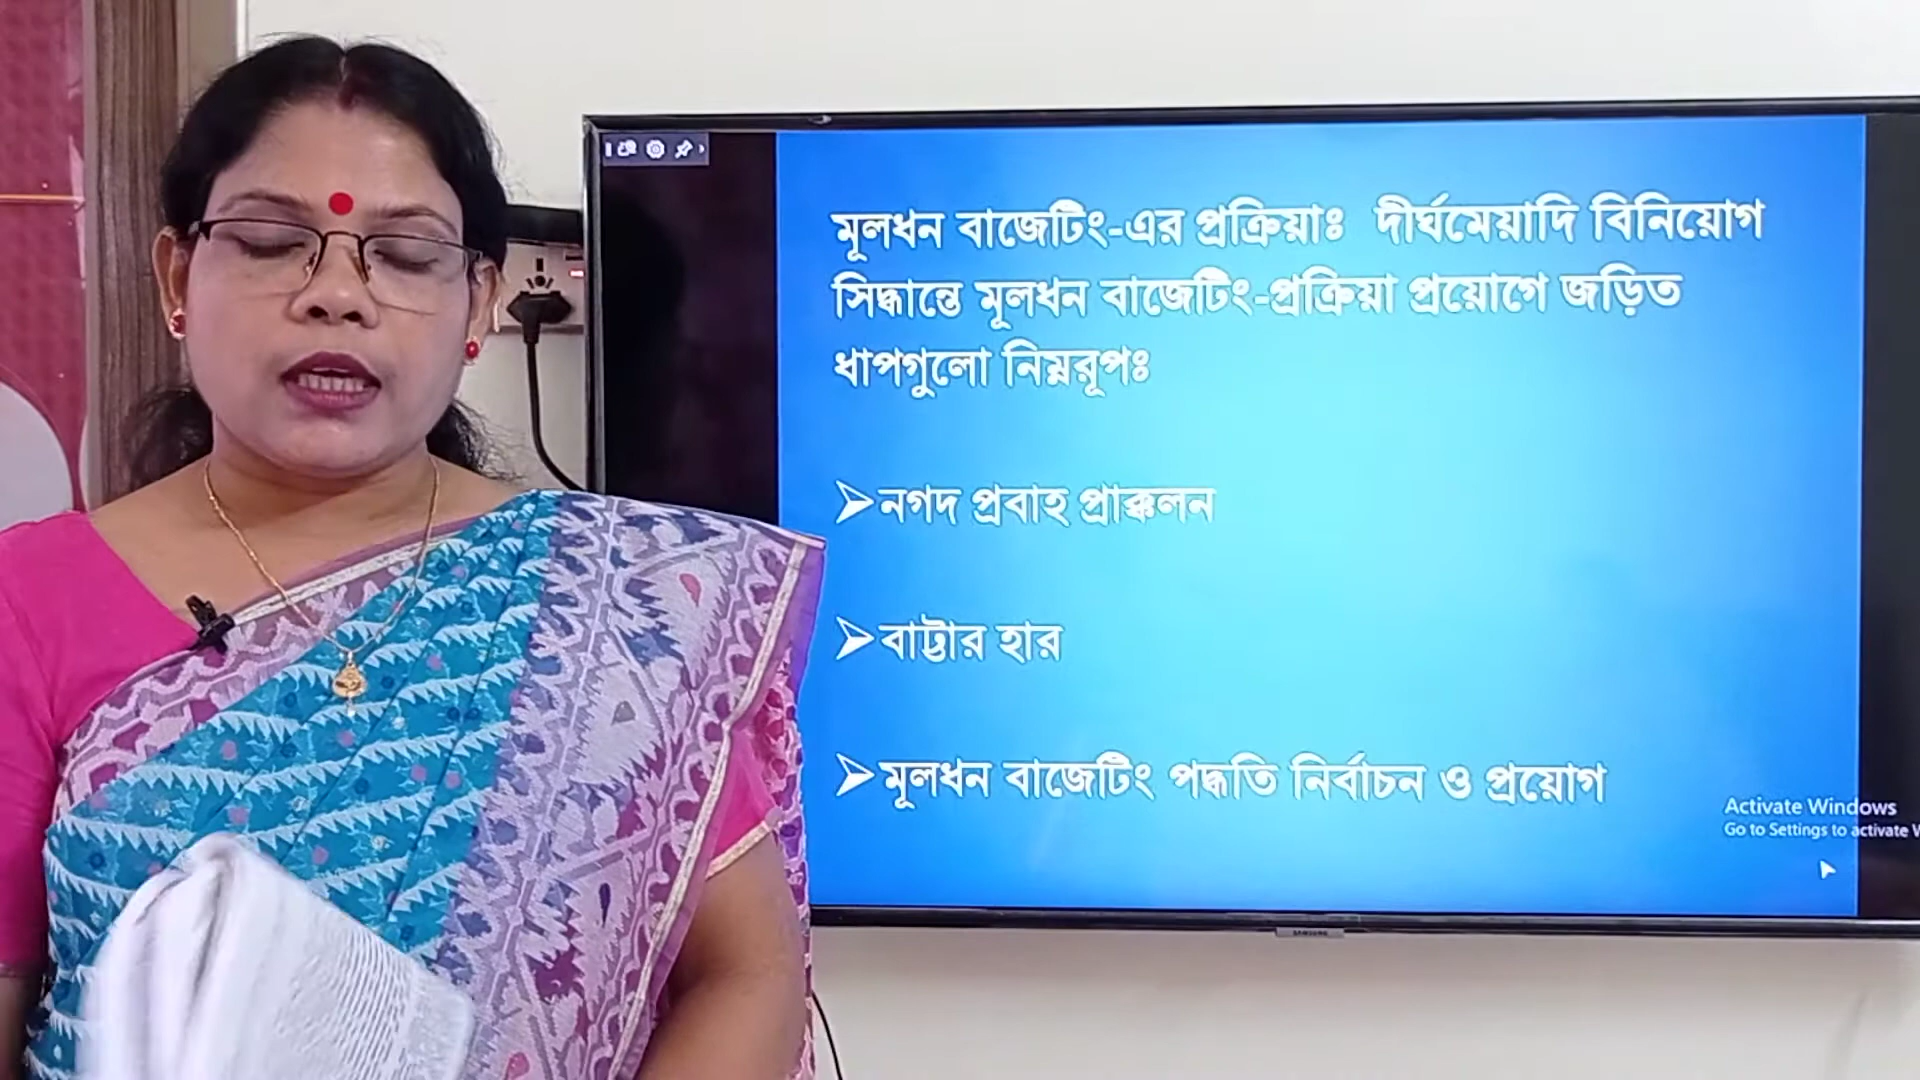 মূলধন বাজেটিং-এর প্রক্রিয়াঃ দীর্ঘমেয়াদি বিনিয়োগ
সিদ্ধান্তে মূলধন বাজেটিং-প্রক্রিয়া প্রয়োগে জড়িত
ধাপগুলো নিম্নরূপঃ
➢নগদ প্রবাহ প্রাক্কলন
➢বাট্টার হার
➢মূলধন বাজেটিং পদ্ধতি নির্বাচন ও প্রয়োগ
Activate Windows
Go to Settings to activate W
SAMSUNG